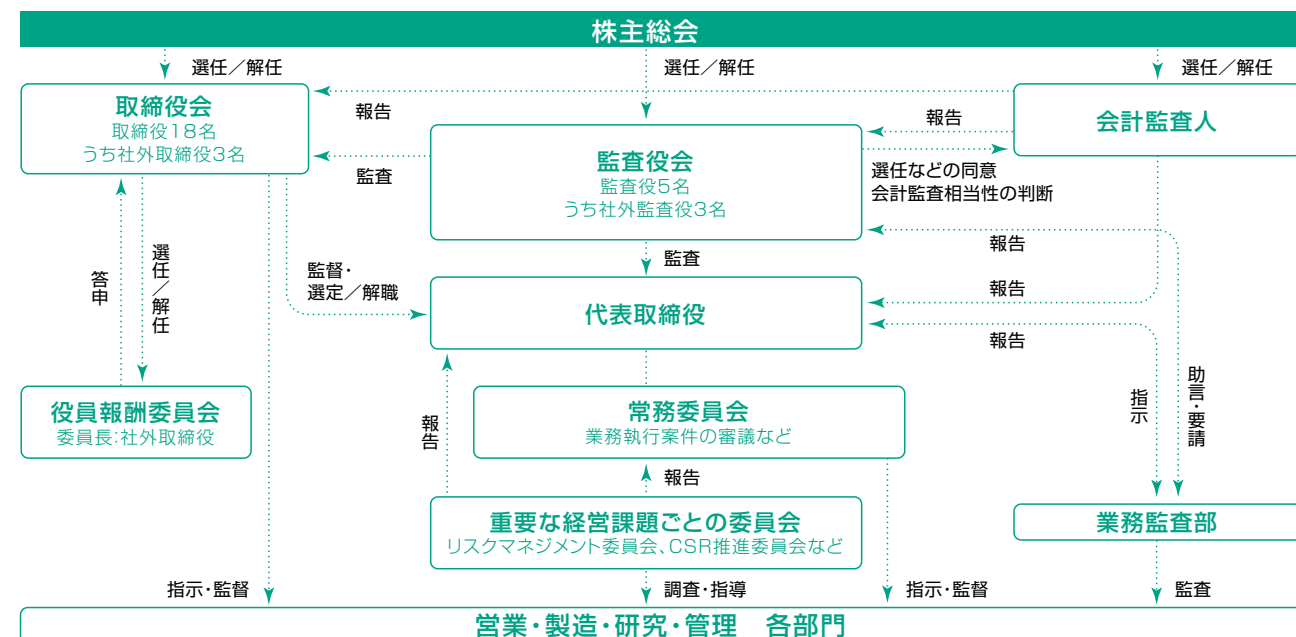 株主総会
選任／解任
選任／解任
選任／解任
取締役会
取締役18名
うち社外取締役3名
報告
報告
会計監査人
監査
監査役会
監査役5名
うち社外監査役3名
選任などの同意
会計監査相当性の判断
報告
監査
答申
選任／解任
監督・
選定／解職
代表取締役
報告
報告
指示
助言・要請
役員報酬委員会
委員長：社外取締役
報告
常務委員会
業務執行案件の審議など
報告
重要な経営課題ごとの委員会
リスクマネジメント委員会、CSR推進委員会など
業務監査部
指示・監督
調査・指導
指示・監督
監査
営業・製造・研究・管理　各部門